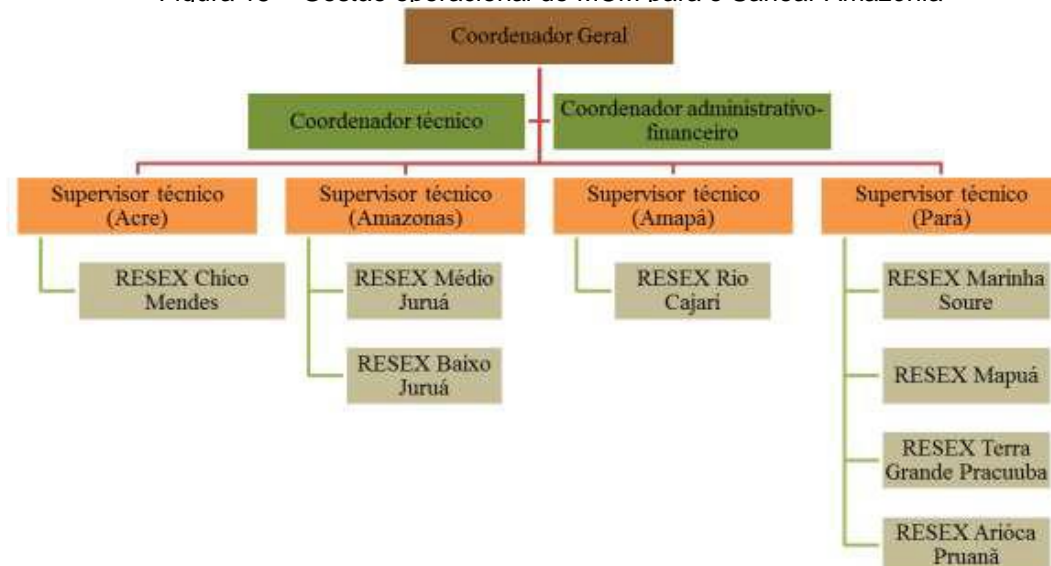 Coordenador Geral
Coordenador técnico
Coordenador administrativo-
financeiro
Supervisor técnico
(Acre)
Supervisor técnico
(Amazonas)
Supervisor técnico
(Amapá)
Supervisor técnico
(Pará)
RESEX Chico
Mendes
RESEX Médio
Juruá
RESEX Baixo
Juruá
RESEX Rio
Cajarí
RESEX Marinha
Soure
RESEX Mapuá
RESEX Terra
Grande Pracuuba
RESEX Arióca
Pruanã